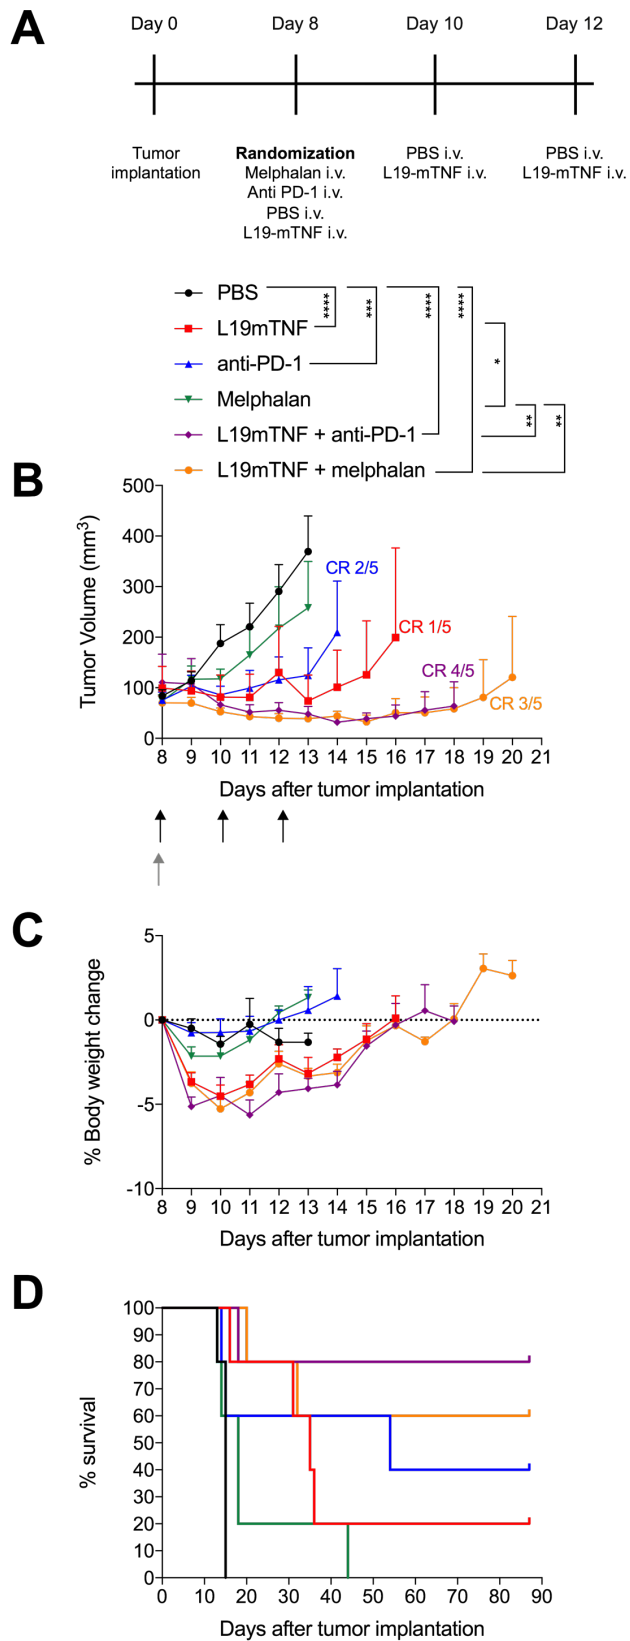 A
Day 0 Day 8 Day 10 Day 12
Tumor
implantation
Randomization
Melphalan i.v.
Anti PD-1 i.v.
PBS i.v.
L19-mTNF i.v.
PBS i.v.
L19-mTNF i.v.
PBS i.v.
L19-mTNF i.v.
PBS
L19mTNF
anti-PD-1
Melphalan
L19mTNF + anti-PD-1
L19mTNF + melphalan
****
***
****
****
*
**
**
B
Tumor Volume (mm³)
500
400
300
200
100
0
CR 2/5
CR 1/5
CR 4/5
CR 3/5
8 9 10 11 12 13 14 15 16 17 18 19 20 21
Days after tumor implantation
C
% Body weight change
5
0
-5
-10
8 9 10 11 12 13 14 15 16 17 18 19 20 21
Days after tumor implantation
D
% survival
100
90
80
70
60
50
40
30
20
10
0
0 10 20 30 40 50 60 70 80 90
Days after tumor implantation